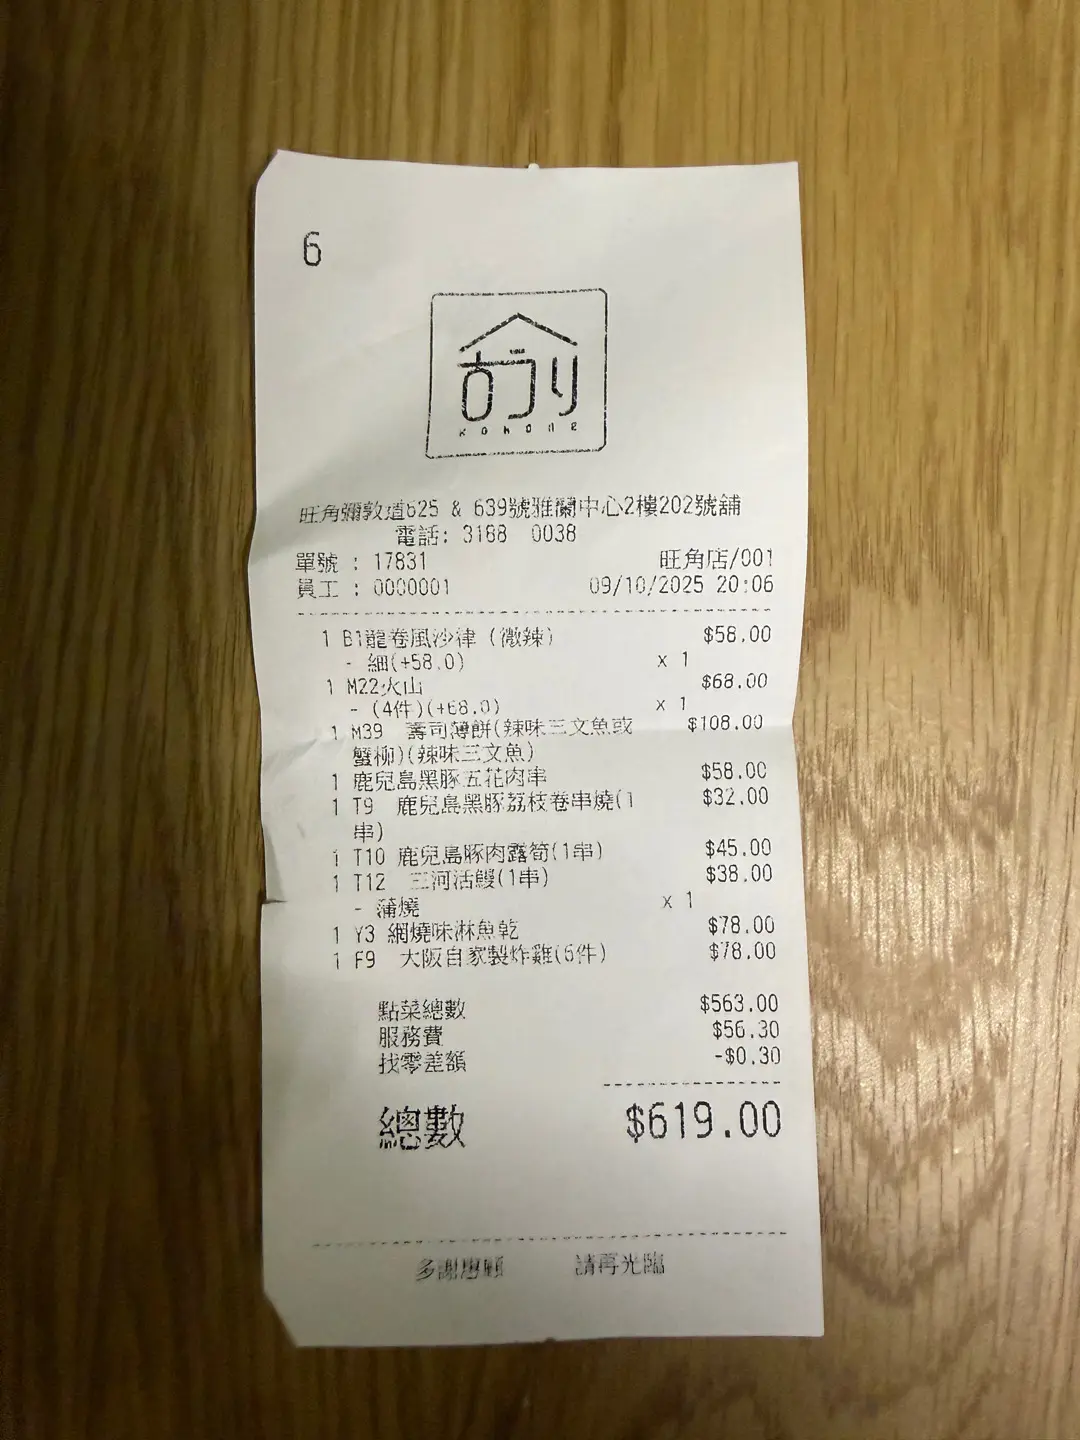 6
KOKONE
旺角彌敦道625 & 639號雅蘭中心2樓202號舖
電話: 3188 0038
單號 : 17831 旺角店/001
員工 : 0000001 09/10/2025 20:06
1 B1龍卷風沙律 (微辣) $58.00
- 細(+58.0) x 1
1 M22火山 $68.00
- (4件)(+68.0) x 1
1 M39 壽司薄餅(辣味三文魚或 $108.00
蟹柳)(辣味三文魚)
1 鹿兒島黑豚五花肉串 $58.00
1 T9 鹿兒島黑豚荔枝卷串燒(1 $32.00
串)
1 T10 鹿兒島豚肉露筍(1串) $45.00
1 T12 三河活鰻(1串) $38.00
- 蒲燒 x 1
1 Y3 網燒味淋魚乾 $78.00
1 F9 大阪自家製炸雞(6件) $78.00
點菜總數 $563.00
服務費 $56.30
找零差額 -$0.30
總數 $619.00
多謝惠顧 請再光臨